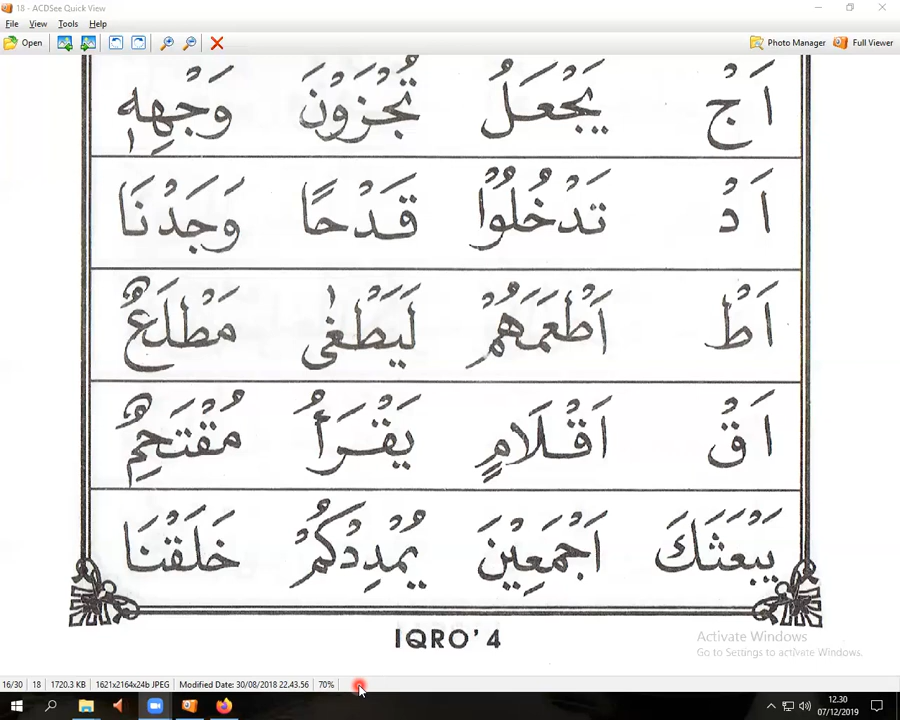 18 - ACDSee Quick View
File View Tools Help
Open Photo Manager Full Viewer
اَ جْ يَجْعَلُ تُجْزَوْنَ وَجْهِهٖ
اَ دْ تَدْخُلُوْا قَدْحًا وَجَدْنَا
اَ طْ اَطْعَمَهُمْ لَيَطْغٰى مَطْلَعٌ
اَ قْ اَقْلَامٍ يَقْرَأُ مُقْتَحِمٌ
يَبْعَثَكَ اَجْمَعِيْنَ يُمْدِدْكُمْ خَلَقْنَا
IQRO' 4
Activate Windows
Go to Settings to activate Windows.
16/30 18 1720.3 KB 1621x2164x24b JPEG Modified Date: 30/08/2018 22.43.56 70%
12.30
07/12/2019